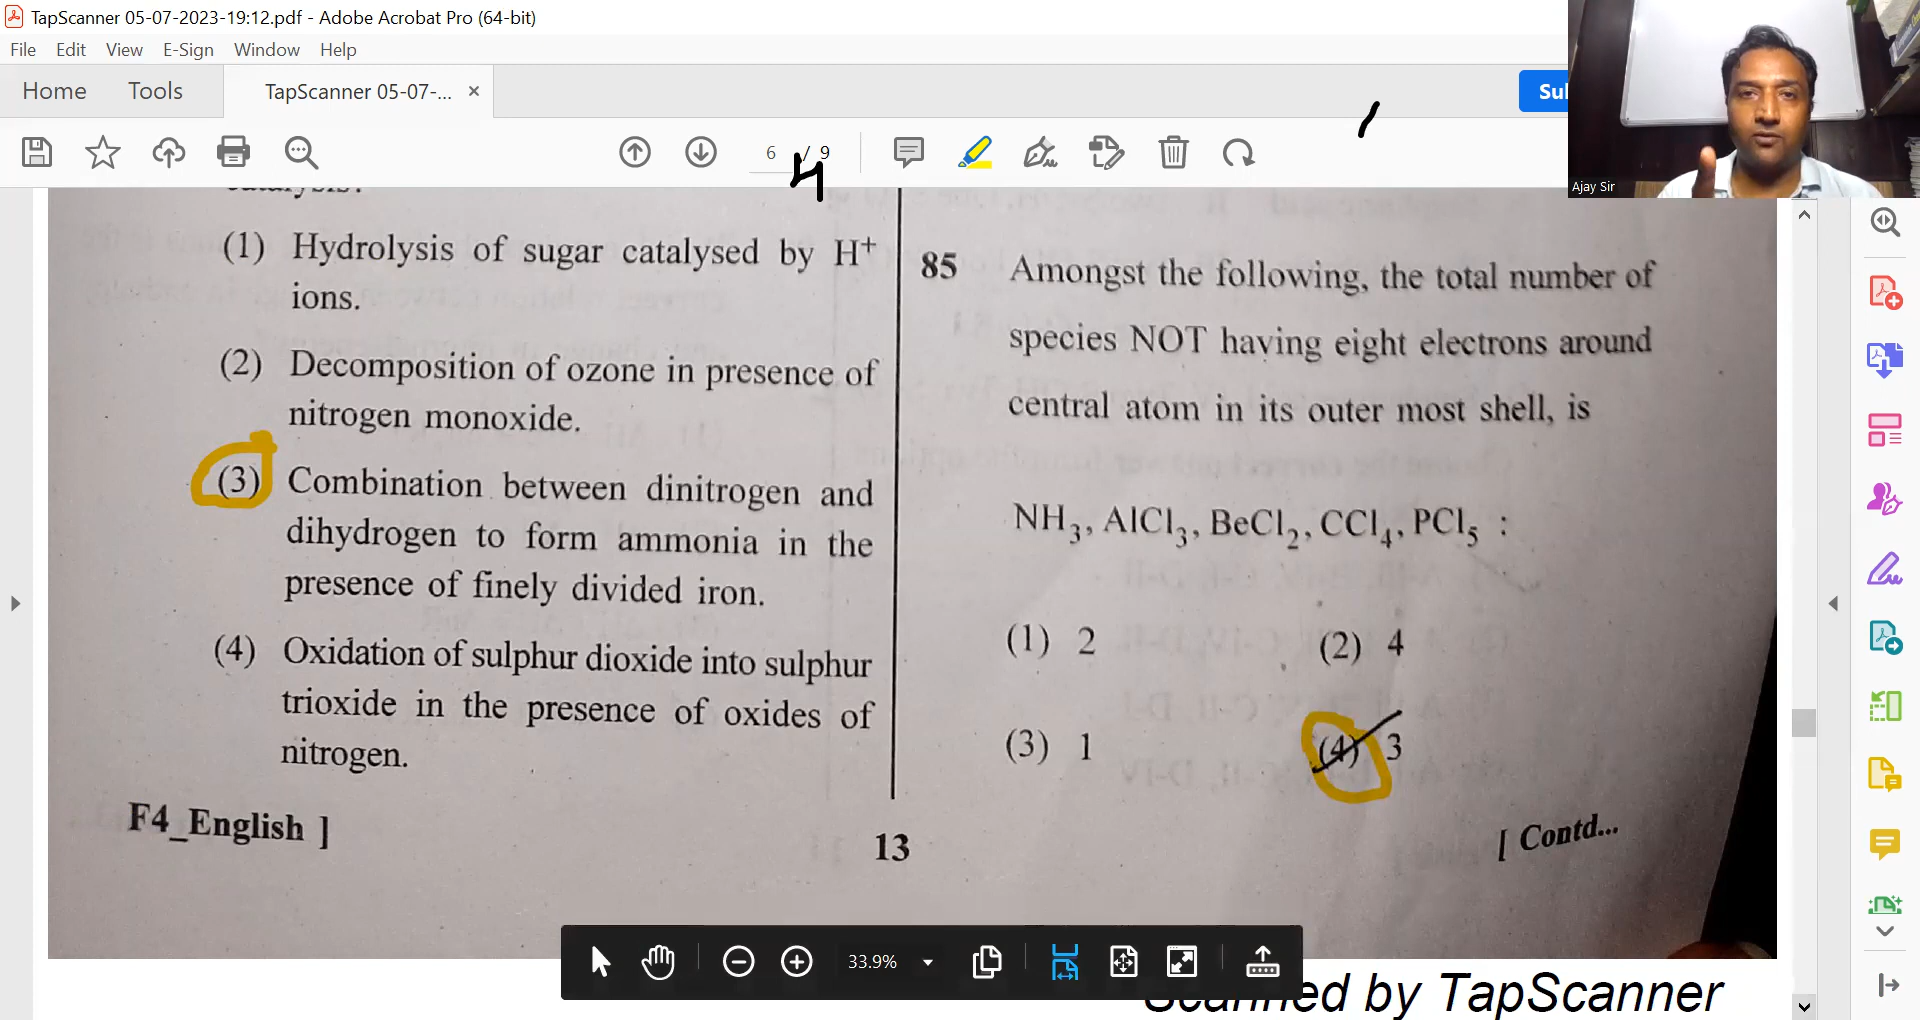 TapScanner 05-07-2023-19:12.pdf - Adobe Acrobat Pro (64-bit)
File Edit View E-Sign Window Help
Home Tools TapScanner 05-07-... ×
6 / 9
4
Ajay Sir
(1) Hydrolysis of sugar catalysed by H⁺
ions.
(2) Decomposition of ozone in presence of
nitrogen monoxide.
(3) Combination between dinitrogen and
dihydrogen to form ammonia in the
presence of finely divided iron.
(4) Oxidation of sulphur dioxide into sulphur
trioxide in the presence of oxides of
nitrogen.
F4_English ]
85 Amongst the following, the total number of
species NOT having eight electrons around
central atom in its outer most shell, is
NH₃, AlCl₃, BeCl₂, CCl₄, PCl₅ :
(1) 2 (2) 4
(3) 1 (4) 3
13
[ Contd...
33.9%
Scanned by TapScanner